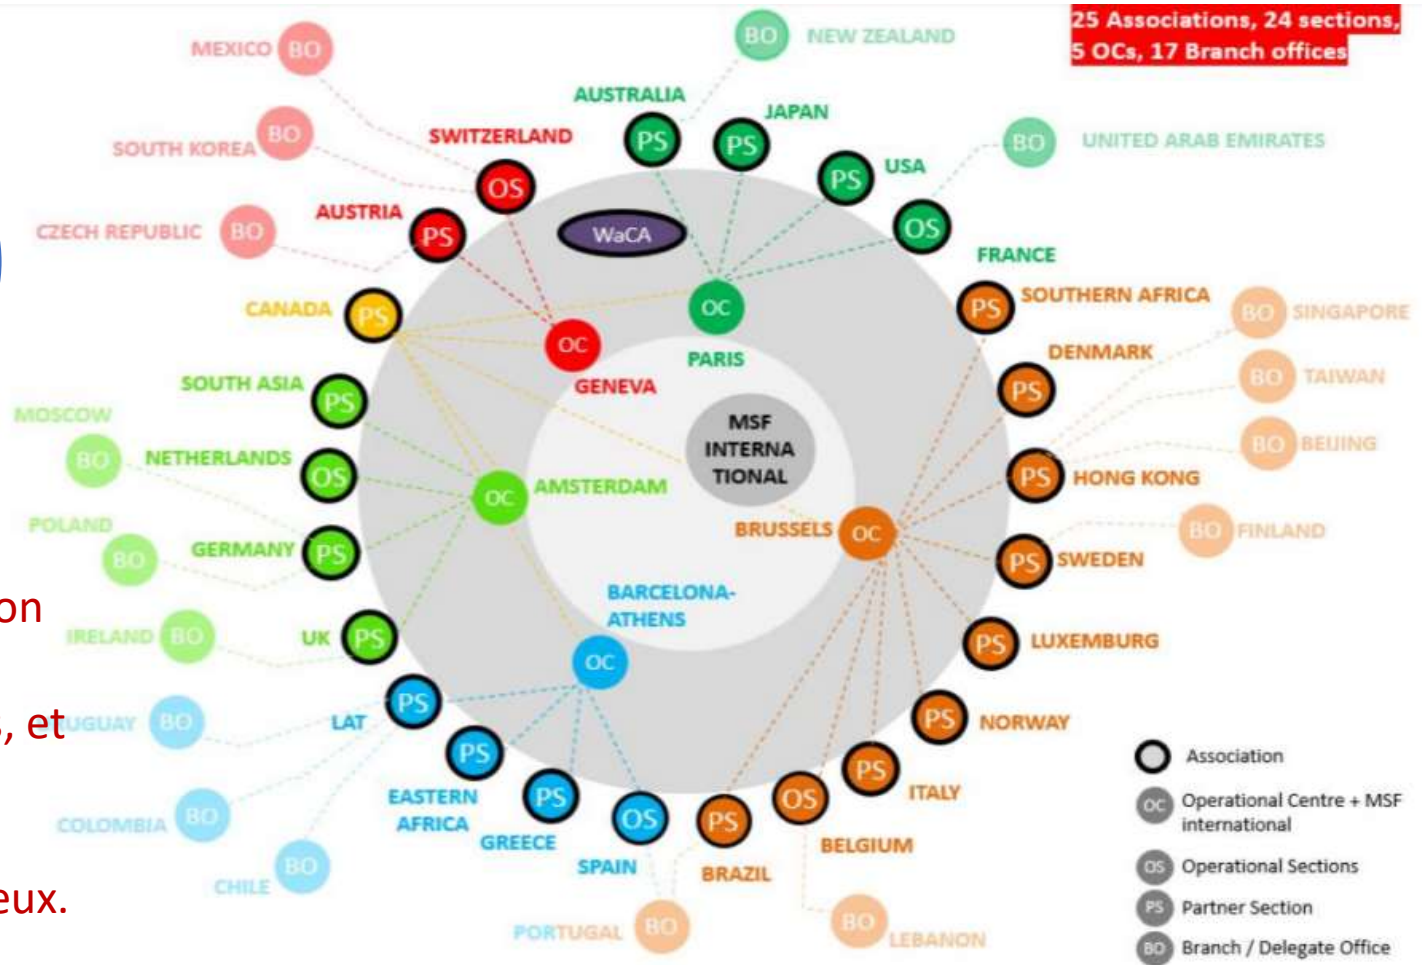 25 Associations, 24 sections,
5 OCs, 17 Branch offices
MEXICO
BO
BO
NEW ZEALAND
SOUTH KOREA
BO
SWITZERLAND
OS
AUSTRALIA
PS
JAPAN
PS
USA
PS
BO
UNITED ARAB EMIRATES
CZECH REPUBLIC
BO
AUSTRIA
PS
WaCA
OS
FRANCE
CANADA
PS
OC
GENEVA
OC
PARIS
PS
SOUTHERN AFRICA
BO
SINGAPORE
SOUTH ASIA
PS
DENMARK
PS
BO
TAIWAN
MOSCOW
BO
NETHERLANDS
OS
OC
AMSTERDAM
MSF
INTERNA
TIONAL
PS
HONG KONG
BO
BEIJING
POLAND
BO
GERMANY
PS
BRUSSELS
OC
PS
SWEDEN
BO
FINLAND
on
IRELAND
BO
UK
PS
BARCELONA-
ATHENS
OC
PS
LUXEMBURG
, et
UGUAY
BO
LAT
PS
PS
NORWAY
COLOMBIA
BO
PS
EASTERN
AFRICA
PS
GREECE
OS
SPAIN
PS
BRAZIL
OS
BELGIUM
PS
ITALY
CHILE
BO
eux.
PORTUGAL
BO
BO
LEBANON
Association
OC
Operational Centre + MSF
international
OS
Operational Sections
PS
Partner Section
BO
Branch / Delegate Office